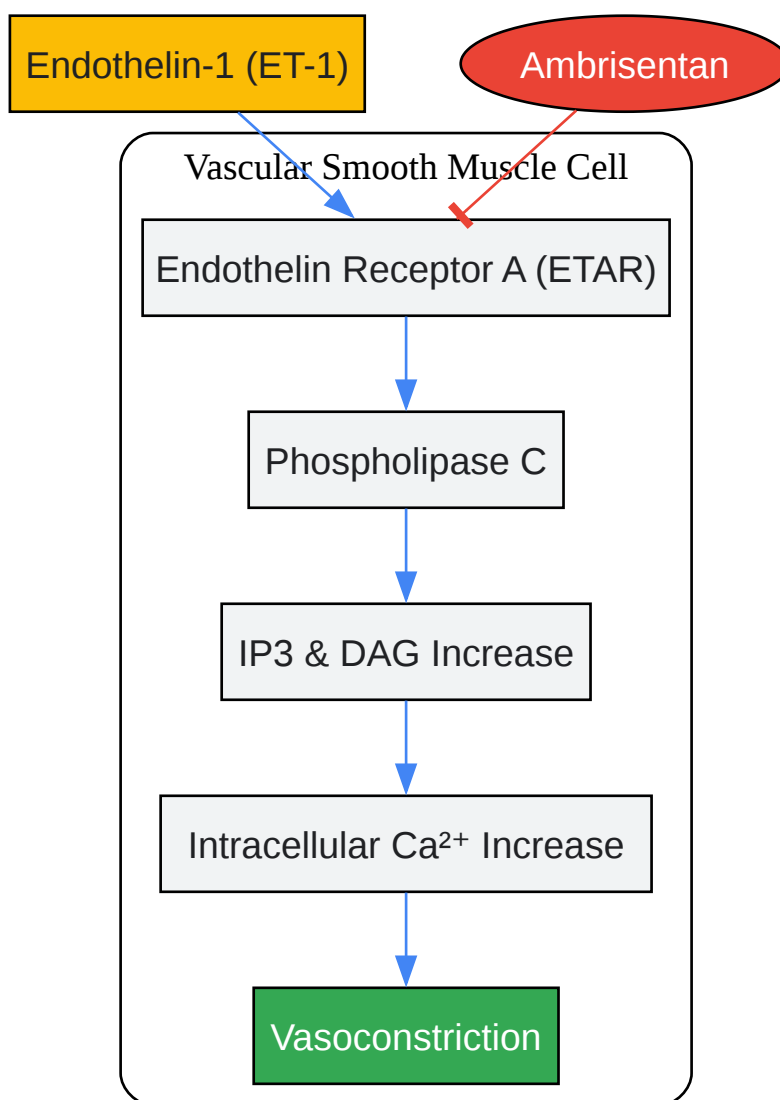 Endothelin-1 (ET-1)
Ambrisentan
Vascular Smooth Muscle Cell
Endothelin Receptor A (ETAR)
Phospholipase C
IP3 & DAG Increase
Intracellular Ca²⁺ Increase
Vasoconstriction